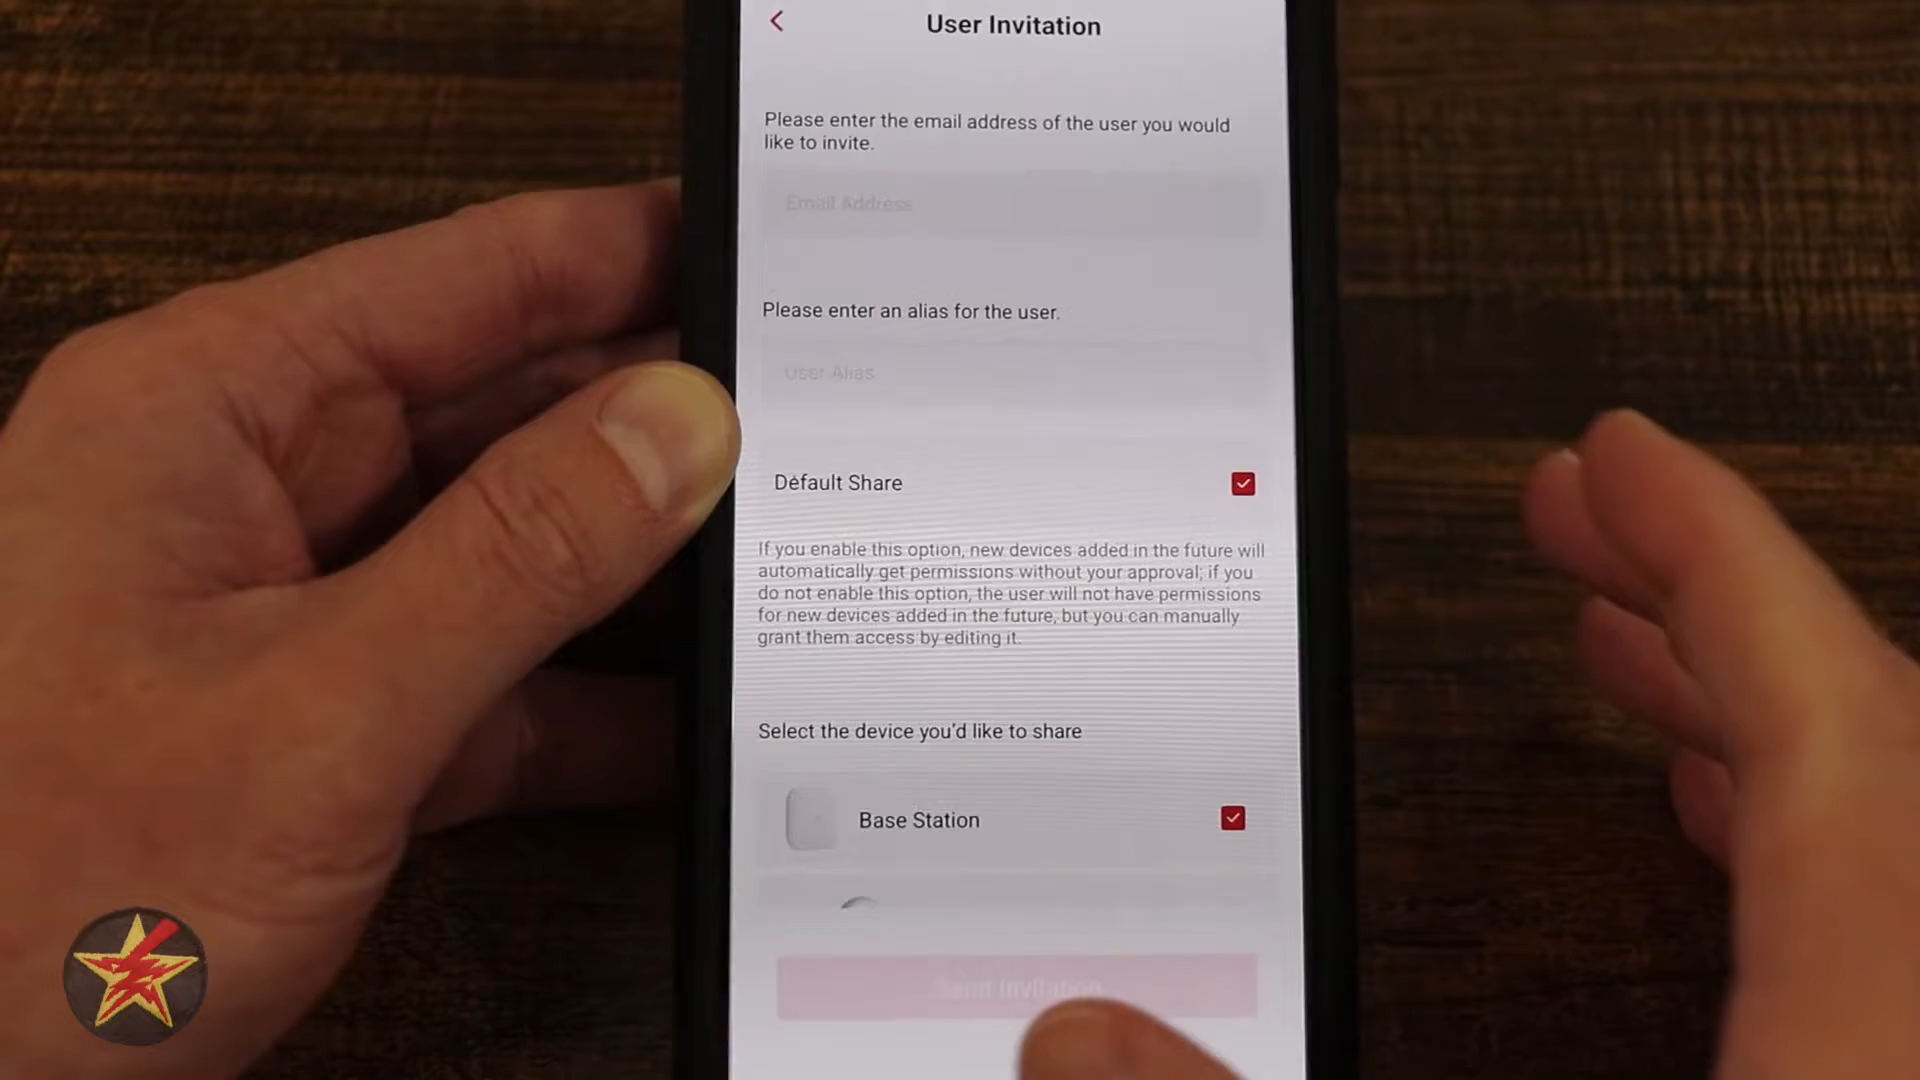 User Invitation
Please enter the email address of the user you would
like to invite.
Email Address
Please enter an alias for the user.
User Alias
Default Share
If you enable this option, new devices added in the future will
automatically get permissions without your approval; if you
do not enable this option, the user will not have permissions
for new devices added in the future, but you can manually
grant them access by editing it.
Select the device you'd like to share
Base Station
Send Invitation